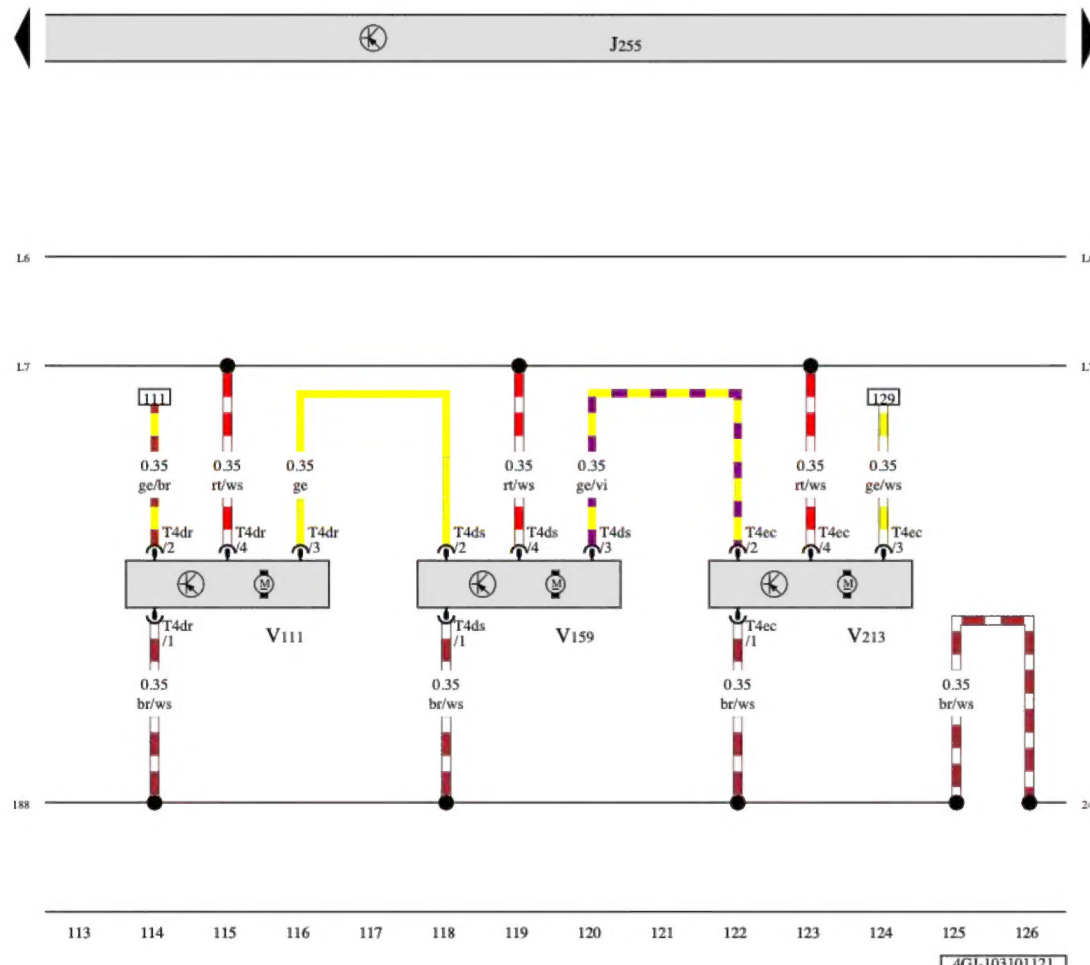 J255
L6
L7
111
129
0.35 0.35 0.35 0.35 0.35 0.35 0.35
ge/br rt/ws ge rt/ws ge/vi rt/ws ge/ws
T4dr T4dr T4dr T4ds T4ds T4ds T4ec T4ec T4ec
/2 /4 /3 /2 /4 /3 /2 /4 /3
M M M
T4dr T4ds T4ec
/1 /1 /1
V111 V159 V213
0.35 0.35 0.35 0.35
br/ws br/ws br/ws br/ws
188
113 114 115 116 117 118 119 120 121 122 123 124 125 126